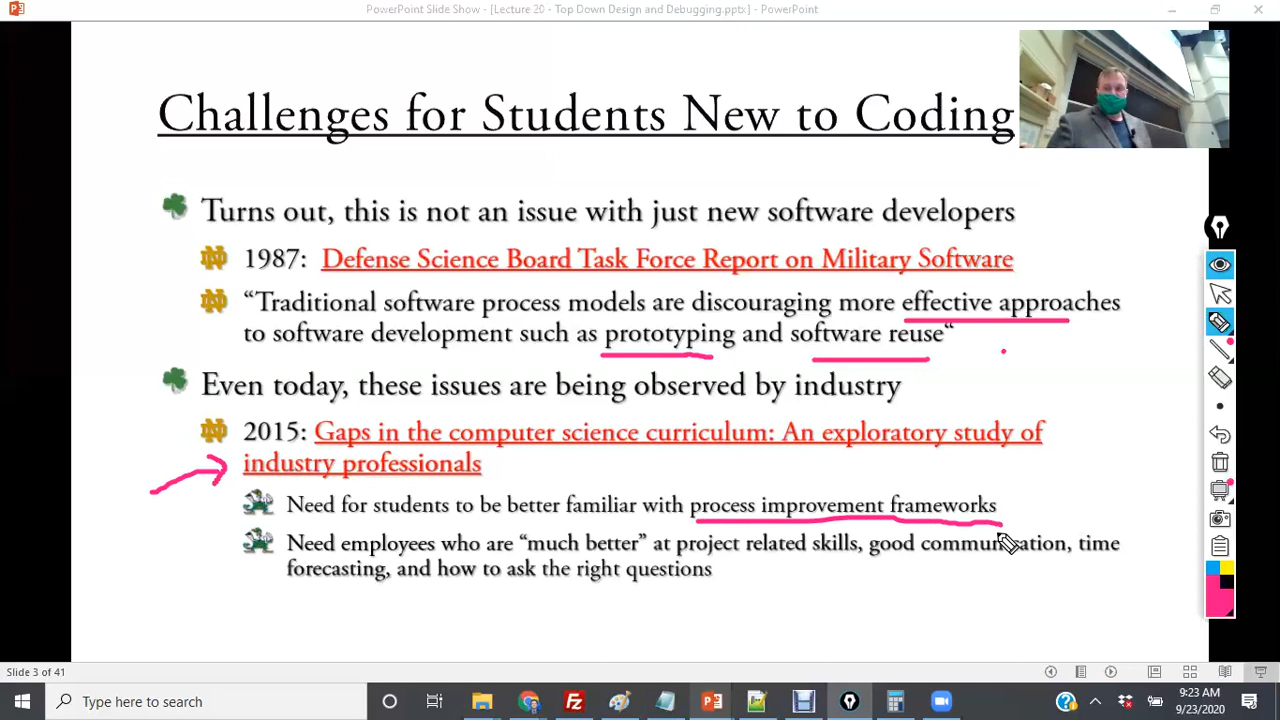 PowerPoint Slide Show - [Lecture 20 - Top Down Design and Debugging.pptx] - PowerPoint
Challenges for Students New to Coding
Turns out, this is not an issue with just new software developers
1987: Defense Science Board Task Force Report on Military Software
“Traditional software process models are discouraging more effective approaches
to software development such as prototyping and software reuse“
Even today, these issues are being observed by industry
2015: Gaps in the computer science curriculum: An exploratory study of
industry professionals
Need for students to be better familiar with process improvement frameworks
Need employees who are “much better” at project related skills, good communication, time
forecasting, and how to ask the right questions
Slide 3 of 41
Type here to search
9:23 AM
9/23/2020